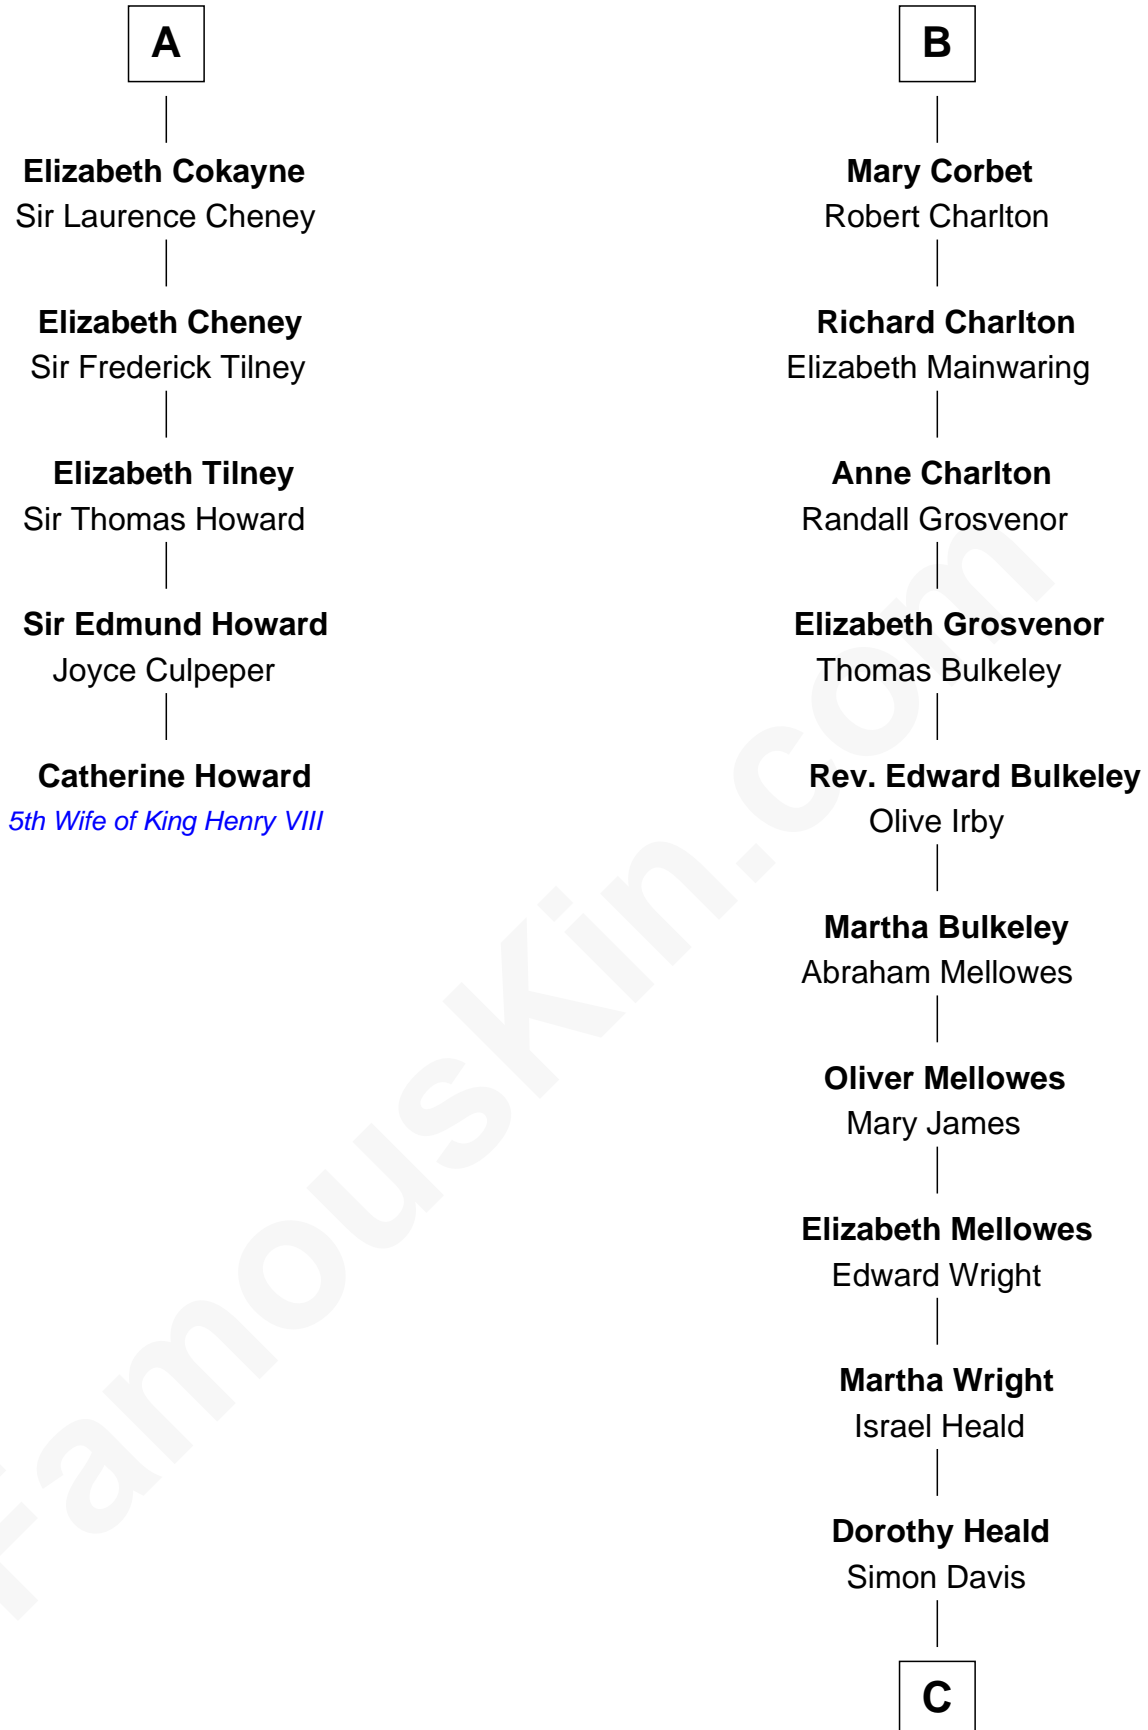 A
Elizabeth Cokayne
Sir Laurence Cheney
Elizabeth Cheney
Sir Frederick Tilney
Elizabeth Tilney
Sir Thomas Howard
Sir Edmund Howard
Joyce Culpeper
Catherine Howard
5th Wife of King Henry VIII
B
Mary Corbet
Robert Charlton
Richard Charlton
Elizabeth Mainwaring
Anne Charlton
Randall Grosvenor
Elizabeth Grosvenor
Thomas Bulkeley
Rev. Edward Bulkeley
Olive Irby
Martha Bulkeley
Abraham Mellowes
Oliver Mellowes
Mary James
Elizabeth Mellowes
Edward Wright
Martha Wright
Israel Heald
Dorothy Heald
Simon Davis
C
FamousKin.com